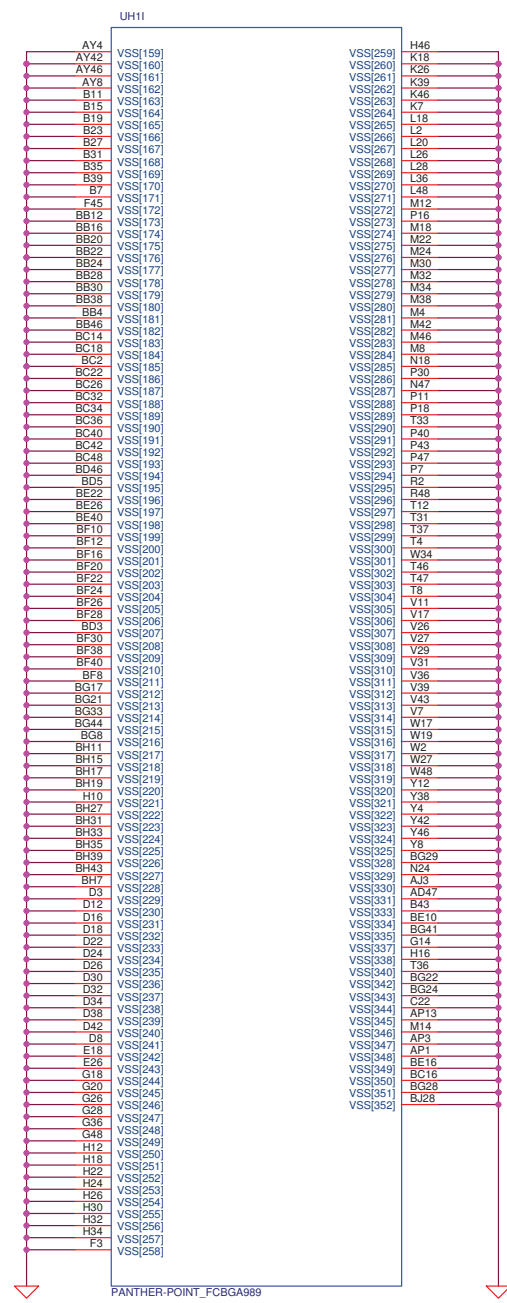 UH1I
AY4 VSS[159]
AY42 VSS[160]
AY46 VSS[161]
AY8 VSS[162]
B11 VSS[163]
B15 VSS[164]
B19 VSS[165]
B23 VSS[166]
B27 VSS[167]
B31 VSS[168]
B35 VSS[169]
B39 VSS[170]
B7 VSS[171]
F45 VSS[172]
BB12 VSS[173]
BB16 VSS[174]
BB20 VSS[175]
BB22 VSS[176]
BB24 VSS[177]
BB28 VSS[178]
BB30 VSS[179]
BB38 VSS[180]
BB4 VSS[181]
BB46 VSS[182]
BC14 VSS[183]
BC18 VSS[184]
BC2 VSS[185]
BC22 VSS[186]
BC26 VSS[187]
BC32 VSS[188]
BC34 VSS[189]
BC36 VSS[190]
BC40 VSS[191]
BC42 VSS[192]
BC48 VSS[193]
BD46 VSS[194]
BD5 VSS[195]
BE22 VSS[196]
BE26 VSS[197]
BE40 VSS[198]
BF10 VSS[199]
BF12 VSS[200]
BF16 VSS[201]
BF20 VSS[202]
BF22 VSS[203]
BF24 VSS[204]
BF26 VSS[205]
BF28 VSS[206]
BD3 VSS[207]
BF30 VSS[208]
BF38 VSS[209]
BF40 VSS[210]
BF8 VSS[211]
BG17 VSS[212]
BG21 VSS[213]
BG33 VSS[214]
BG44 VSS[215]
BG8 VSS[216]
BH11 VSS[217]
BH15 VSS[218]
BH17 VSS[219]
BH19 VSS[220]
H10 VSS[221]
BH27 VSS[222]
BH31 VSS[223]
BH33 VSS[224]
BH35 VSS[225]
BH39 VSS[226]
BH43 VSS[227]
BH7 VSS[228]
D3 VSS[229]
D12 VSS[230]
D16 VSS[231]
D18 VSS[232]
D22 VSS[233]
D24 VSS[234]
D26 VSS[235]
D30 VSS[236]
D32 VSS[237]
D34 VSS[238]
D38 VSS[239]
D42 VSS[240]
D8 VSS[241]
E18 VSS[242]
E26 VSS[243]
G18 VSS[244]
G20 VSS[245]
G26 VSS[246]
G28 VSS[247]
G36 VSS[248]
G48 VSS[249]
H12 VSS[250]
H18 VSS[251]
H22 VSS[252]
H24 VSS[253]
H26 VSS[254]
H30 VSS[255]
H32 VSS[256]
H34 VSS[257]
F3 VSS[258]
VSS[259] H46
VSS[260] K18
VSS[261] K26
VSS[262] K39
VSS[263] K46
VSS[264] K7
VSS[265] L18
VSS[266] L2
VSS[267] L20
VSS[268] L26
VSS[269] L28
VSS[270] L36
VSS[271] L48
VSS[272] M12
VSS[273] P16
VSS[274] M18
VSS[275] M22
VSS[276] M24
VSS[277] M30
VSS[278] M32
VSS[279] M34
VSS[280] M38
VSS[281] M4
VSS[282] M42
VSS[283] M46
VSS[284] M8
VSS[285] N18
VSS[286] P30
VSS[287] N47
VSS[288] P11
VSS[289] P18
VSS[290] T33
VSS[291] P40
VSS[292] P43
VSS[293] P47
VSS[294] P7
VSS[295] R2
VSS[296] R48
VSS[297] T12
VSS[298] T31
VSS[299] T37
VSS[300] T4
VSS[301] W34
VSS[302] T46
VSS[303] T47
VSS[304] T8
VSS[305] V11
VSS[306] V17
VSS[307] V26
VSS[308] V27
VSS[309] V29
VSS[310] V31
VSS[311] V36
VSS[312] V39
VSS[313] V43
VSS[314] V7
VSS[315] W17
VSS[316] W19
VSS[317] W2
VSS[318] W27
VSS[319] W48
VSS[320] Y12
VSS[321] Y38
VSS[322] Y4
VSS[323] Y42
VSS[324] Y46
VSS[325] Y8
VSS[328] BG29
VSS[329] N24
VSS[330] AJ3
VSS[331] AD47
VSS[333] B43
VSS[334] BE10
VSS[335] BG41
VSS[337] G14
VSS[338] H16
VSS[340] T36
VSS[342] BG22
VSS[343] BG24
VSS[344] C22
VSS[345] AP13
VSS[346] M14
VSS[347] AP3
VSS[348] AP1
VSS[349] BE16
VSS[350] BC16
VSS[351] BG28
VSS[352] BJ28
PANTHER-POINT_FCBGA989